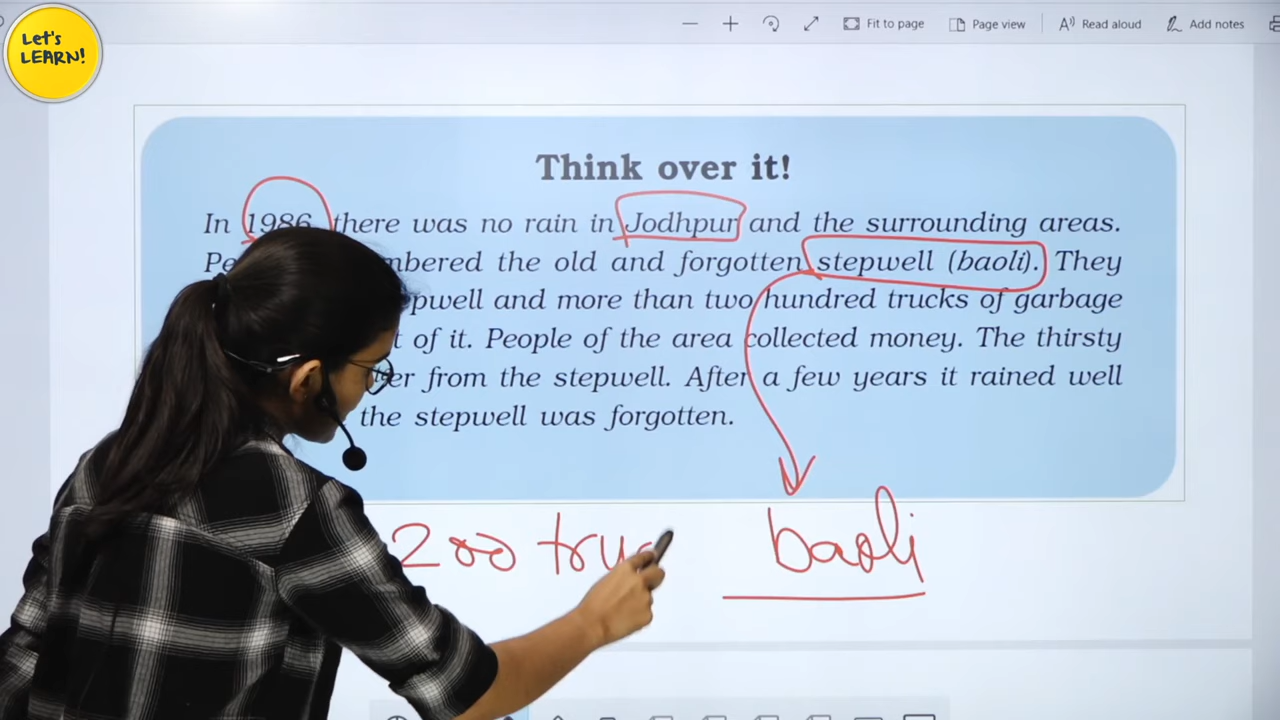 Let's
LEARN!
Fit to page
Page view
Read aloud
Add notes
Think over it!
In 1986 there was no rain in Jodhpur and the surrounding areas.
the old and forgotten stepwell (baoli). They
and more than two hundred trucks of garbage
of it. People of the area collected money. The thirsty
from the stepwell. After a few years it rained well
the stepwell was forgotten.
200
baoli